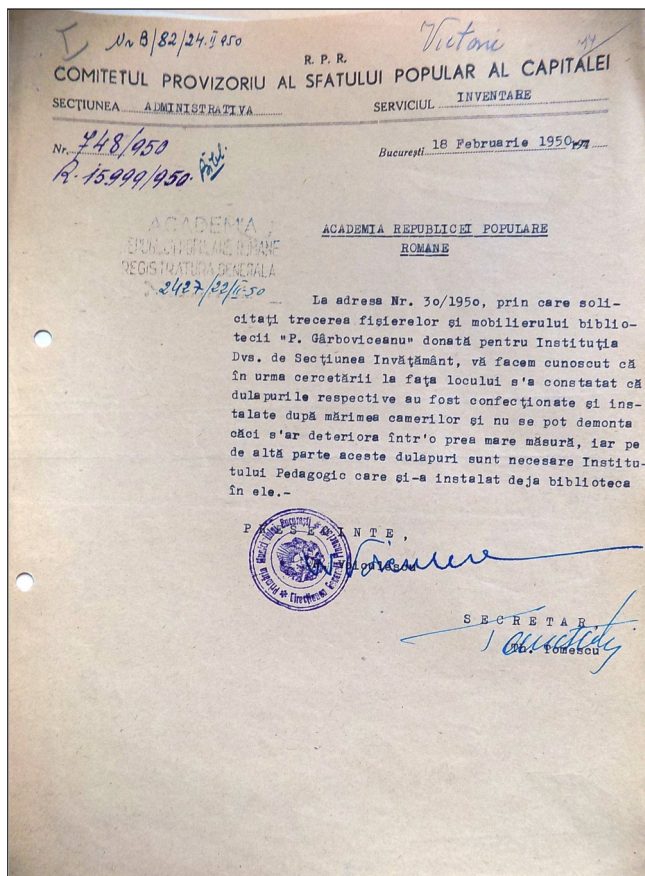 Nr B/82/24.II 950
R. P. R.
COMITETUL PROVIZORIU AL SFATULUI POPULAR AL CAPITALEI
SECȚIUNEA ADMINISTRATIVA SERVICIUL INVENTARE
Nr. 748/950
București 18 Februarie 1950
R. 15999/950.
ACADEMIA
REGISTRATURA GENERALA
2427/22/II-50
ACADEMIA REPUBLICEI POPULARE
ROMANE
La adresa Nr. 3o/195o, prin care soli-
citați trecerea fișierelor și mobilierului biblio-
tecii "P. Gârboviceanu" donată pentru Instituția
Dvs. de Secțiunea Invățământ, vă facem cunoscut că
în urma cercetării la fața locului s'a constatat că
dulapurile respective au fost confecționate și ins-
talate după mărimea camerilor și nu se pot demonta
căci s'ar deteriora într'o prea mare măsură, iar pe
de altă parte aceste dulapuri sunt necesare Institu-
tului Pedagogic care și-a instalat deja biblioteca
în ele.-
SECRETAR,
Th. Tomescu